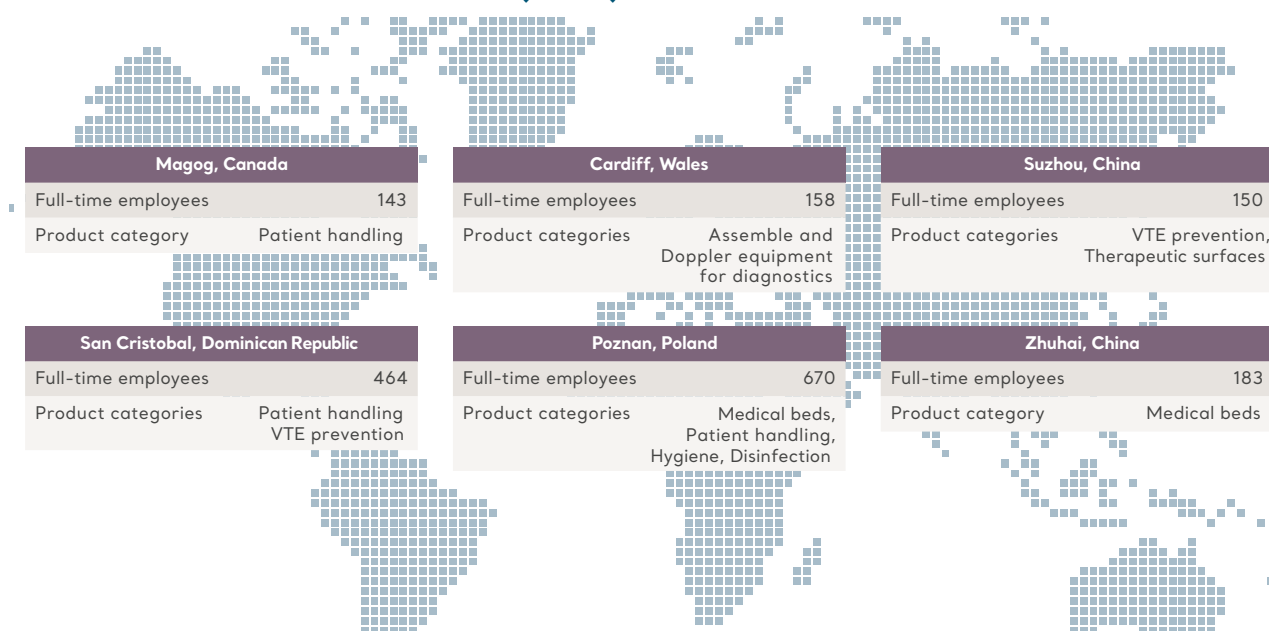 Magog, Canada
Full-time employees 143
Product category Patient handling
Cardiff, Wales
Full-time employees 158
Product categories Assemble and
Doppler equipment
for diagnostics
Suzhou, China
Full-time employees 150
Product categories VTE prevention,
Therapeutic surfaces
San Cristobal, Dominican Republic
Full-time employees 464
Product categories Patient handling
VTE prevention
Poznan, Poland
Full-time employees 670
Product categories Medical beds,
Patient handling,
Hygiene, Disinfection
Zhuhai, China
Full-time employees 183
Product category Medical beds